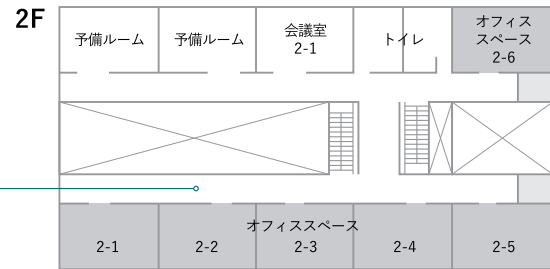 2F
予備ルーム
予備ルーム
会議室
2-1
トイレ
オフィス
スペース
2-6
オフィススペース
2-1
2-2
2-3
2-4
2-5